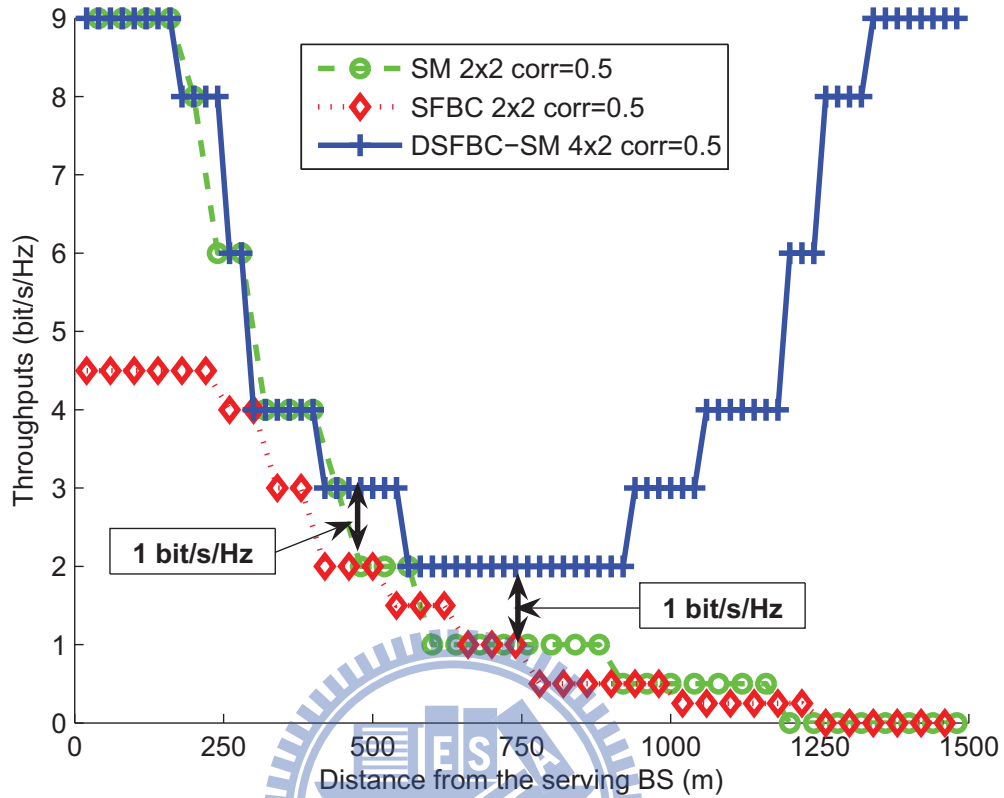 9
8
7
6
5
4
3
2
1
0
Throughputs (bit/s/Hz)
SM 2x2 corr=0.5
SFBC 2x2 corr=0.5
DSFBC−SM 4x2 corr=0.5
1 bit/s/Hz
1 bit/s/Hz
ES
0 250 500 750 1000 1250 1500
Distance from the serving BS (m)